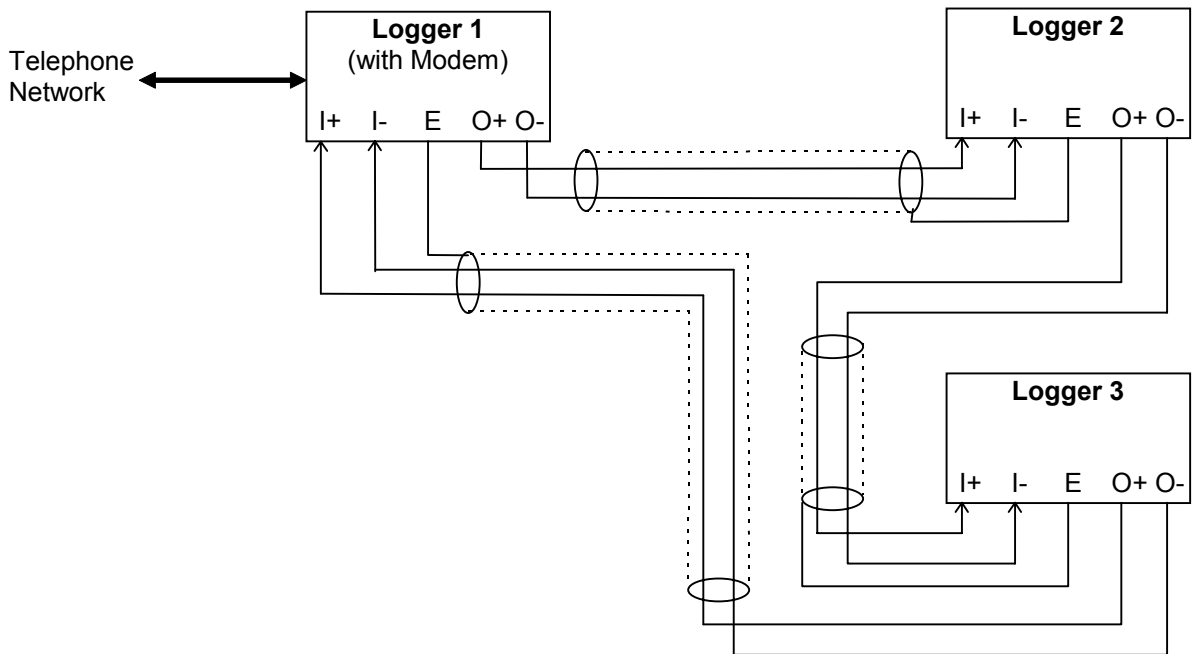 Telephone
Network
Logger 1
(with Modem)
I+ I- E O+ O-
Logger 2
I+ I- E O+ O-
Logger 3
I+ I- E O+ O-